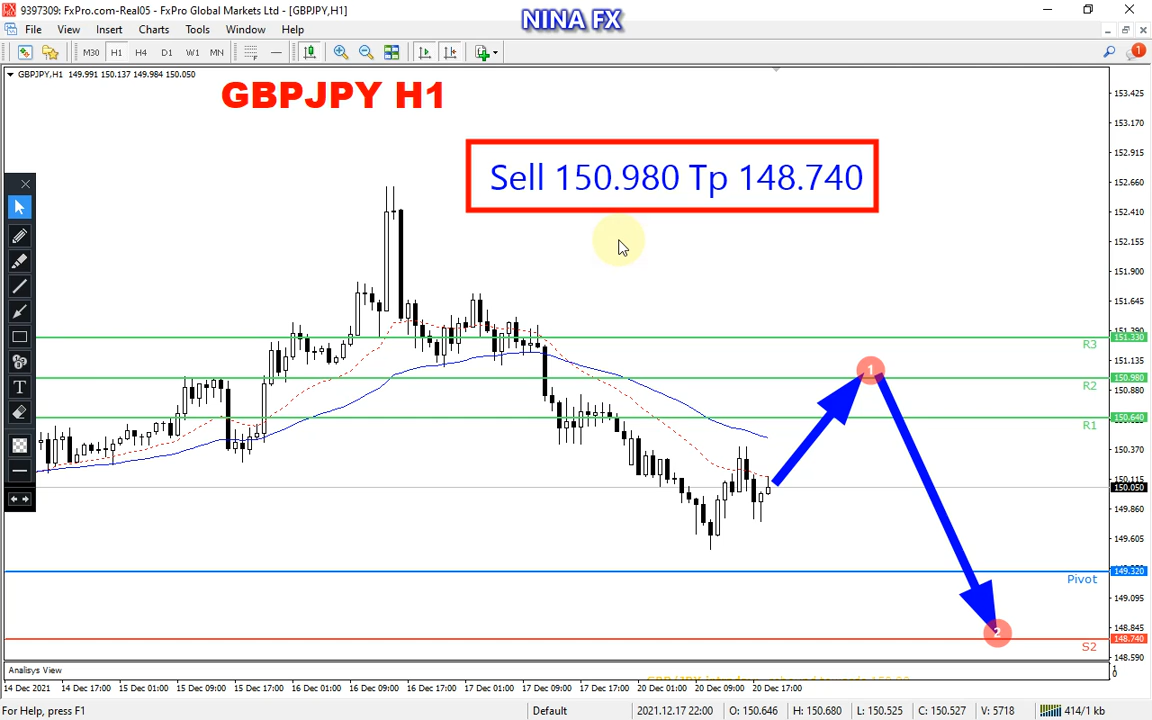 9397309: FxPro.com-Real05 - FxPro Global Markets Ltd - [GBPJPY,H1]
NINA FX
File View Insert Charts Tools Window Help
M30 H1 H4 D1 W1 MN
1
GBPJPY,H1 149.991 150.137 149.984 150.050
GBPJPY H1
Sell 150.980 Tp 148.740
153.425
153.170
152.915
152.660
152.410
152.155
151.900
151.645
151.390
151.330
R3
151.135
150.980
R2
150.880
150.640
R1
150.370
150.115
150.050
149.860
149.605
149.320
Pivot
149.095
148.845
148.740
S2
148.590
1
2
T
Analisys View
1
0
14 Dec 2021 14 Dec 17:00 15 Dec 01:00 15 Dec 09:00 15 Dec 17:00 16 Dec 01:00 16 Dec 09:00 16 Dec 17:00 17 Dec 01:00 17 Dec 09:00 17 Dec 17:00 20 Dec 01:00 20 Dec 09:00 20 Dec 17:00
For Help, press F1 Default 2021.12.17 22:00 O: 150.646 H: 150.680 L: 150.525 C: 150.527 V: 5718 414/1 kb